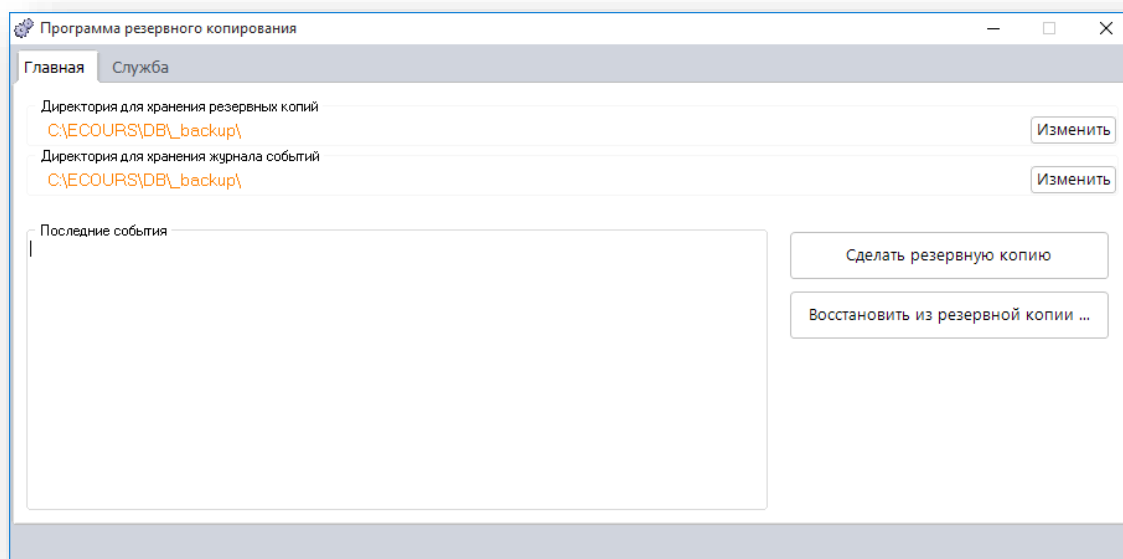 Программа резервного копирования
Главная Служба
Директория для хранения резервных копий
C:\ECOURS\DB\_backup\ Изменить
Директория для хранения журнала событий
C:\ECOURS\DB\_backup\ Изменить
Последние события
Сделать резервную копию
Восстановить из резервной копии ...